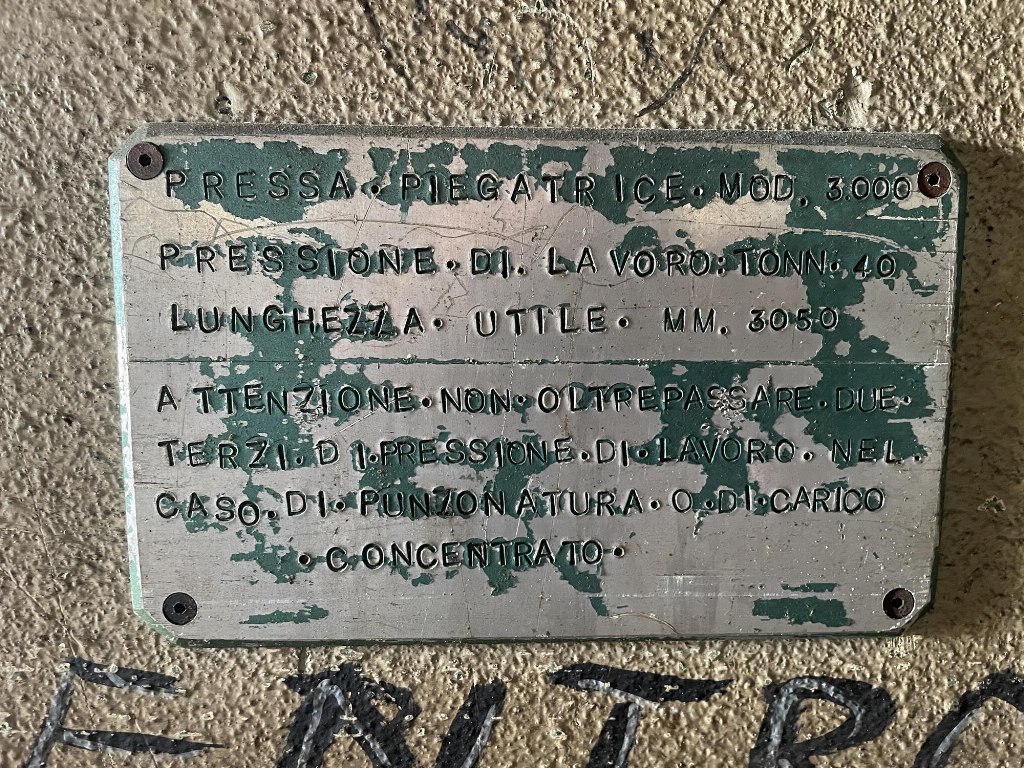 PRESSA · PIEGATRICE · MOD. 3.000
PRESSIONE · DI. LAVORO: TONN · 40
LUNGHEZZA · UTILE · MM. 3050
ATTENZIONE · NON · OLTREPASSARE · DUE ·
TERZI · DI · PRESSIONE · DI · LAVORO · NEL .
CASO · DI · PUNZONATURA · O · DI · CARICO
· CONCENTRATO ·